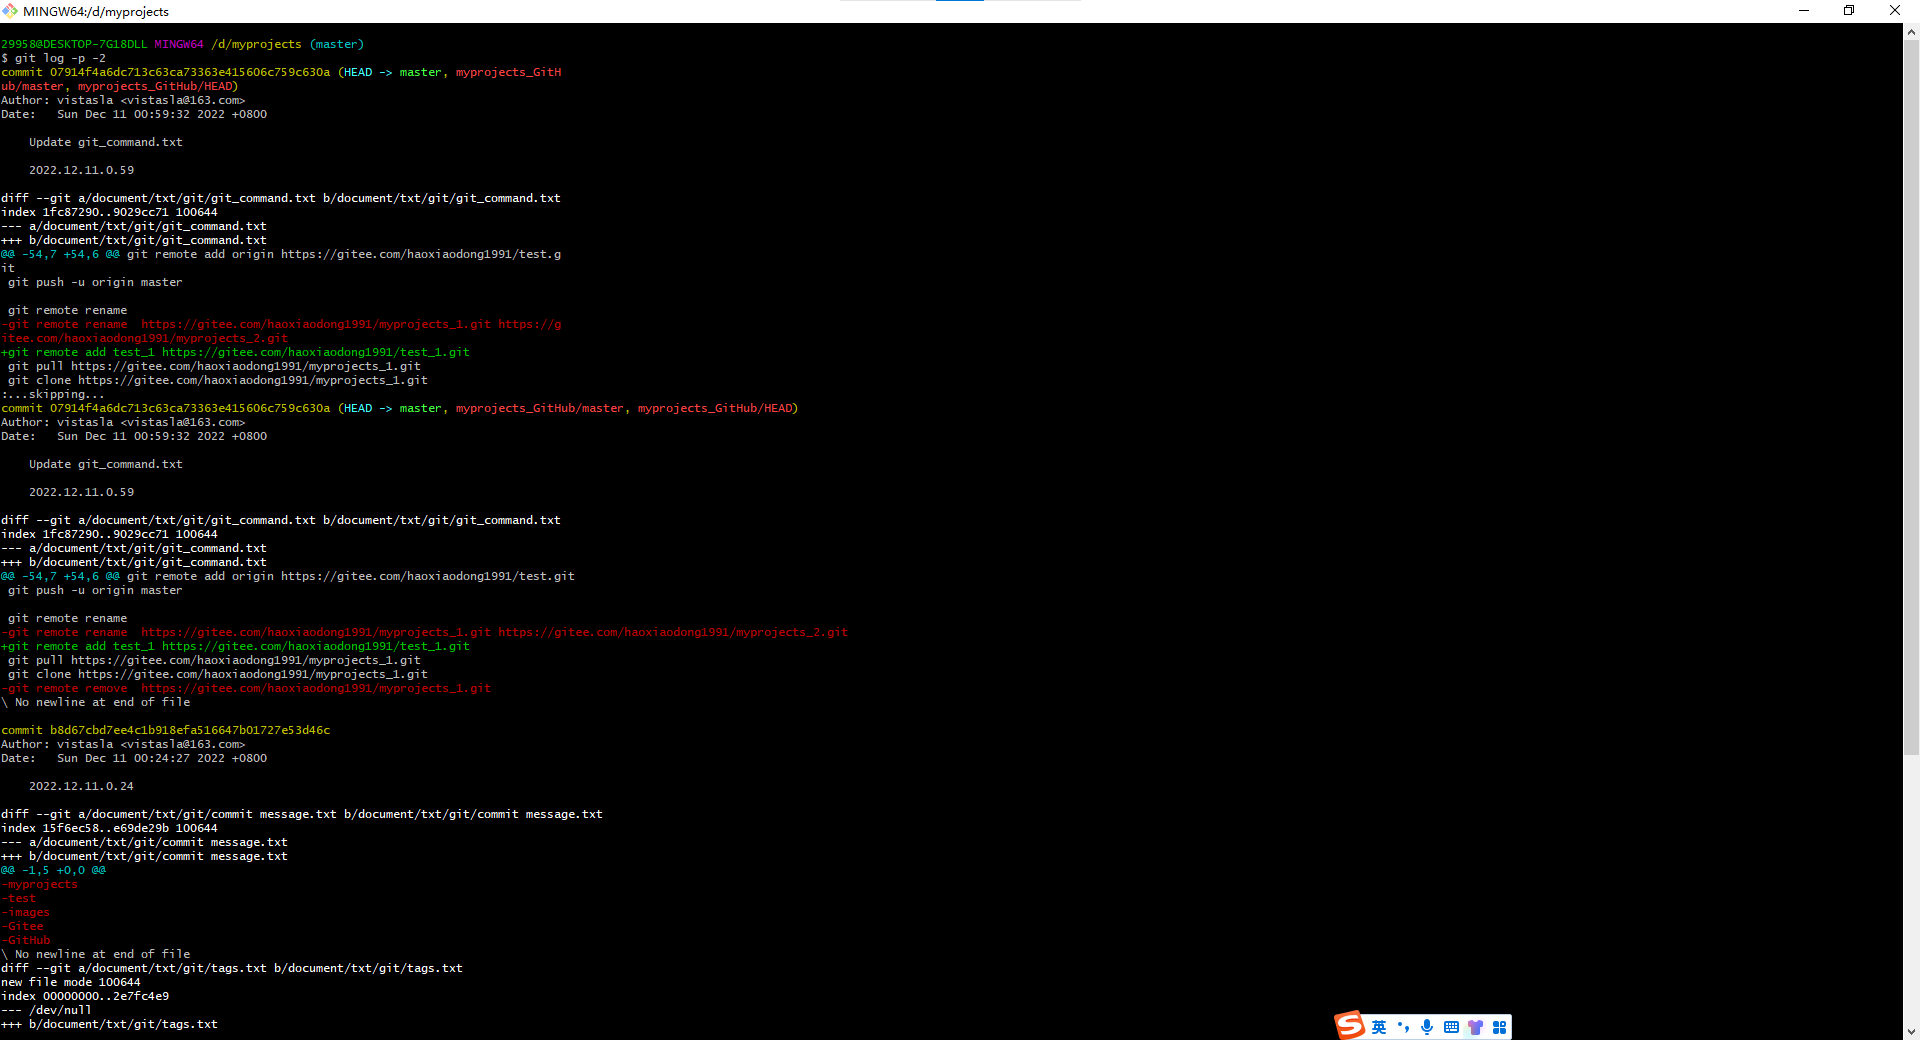 MINGW64:/d/myprojects
29958@DESKTOP-7G18DLL MINGW64 /d/myprojects (master)
$ git log -p -2
commit 07914f4a6dc713c63ca73363e415606c759c630a (HEAD -> master, myprojects_GitH
ub/master, myprojects_GitHub/HEAD)
Author: vistasla <vistasla@163.com>
Date:   Sun Dec 11 00:59:32 2022 +0800
    Update git_command.txt
    2022.12.11.0.59
diff --git a/document/txt/git/git_command.txt b/document/txt/git/git_command.txt
index 1fc87290..9029cc71 100644
--- a/document/txt/git/git_command.txt
+++ b/document/txt/git/git_command.txt
@@ -54,7 +54,6 @@ git remote add origin https://gitee.com/haoxiaodong1991/test.g
it
 git push -u origin master
 git remote rename
-git remote rename  https://gitee.com/haoxiaodong1991/myprojects_1.git https://g
itee.com/haoxiaodong1991/myprojects_2.git
+git remote add test_1 https://gitee.com/haoxiaodong1991/test_1.git
 git pull https://gitee.com/haoxiaodong1991/myprojects_1.git
 git clone https://gitee.com/haoxiaodong1991/myprojects_1.git
:...skipping...
commit 07914f4a6dc713c63ca73363e415606c759c630a (HEAD -> master, myprojects_GitHub/master, myprojects_GitHub/HEAD)
Author: vistasla <vistasla@163.com>
Date:   Sun Dec 11 00:59:32 2022 +0800
    Update git_command.txt
    2022.12.11.0.59
diff --git a/document/txt/git/git_command.txt b/document/txt/git/git_command.txt
index 1fc87290..9029cc71 100644
--- a/document/txt/git/git_command.txt
+++ b/document/txt/git/git_command.txt
@@ -54,7 +54,6 @@ git remote add origin https://gitee.com/haoxiaodong1991/test.git
 git push -u origin master
 git remote rename
-git remote rename  https://gitee.com/haoxiaodong1991/myprojects_1.git https://gitee.com/haoxiaodong1991/myprojects_2.git
+git remote add test_1 https://gitee.com/haoxiaodong1991/test_1.git
 git pull https://gitee.com/haoxiaodong1991/myprojects_1.git
 git clone https://gitee.com/haoxiaodong1991/myprojects_1.git
-git remote remove  https://gitee.com/haoxiaodong1991/myprojects_1.git
\ No newline at end of file
commit b8d67cbd7ee4c1b918efa516647b01727e53d46c
Author: vistasla <vistasla@163.com>
Date:   Sun Dec 11 00:24:27 2022 +0800
    2022.12.11.0.24
diff --git a/document/txt/git/commit message.txt b/document/txt/git/commit message.txt
index 15f6ec58..e69de29b 100644
--- a/document/txt/git/commit message.txt
+++ b/document/txt/git/commit message.txt
@@ -1,5 +0,0 @@
-myprojects
-test
-images
-Gitee
-GitHub
\ No newline at end of file
diff --git a/document/txt/git/tags.txt b/document/txt/git/tags.txt
new file mode 100644
index 00000000..2e7fc4e9
--- /dev/null
+++ b/document/txt/git/tags.txt
英